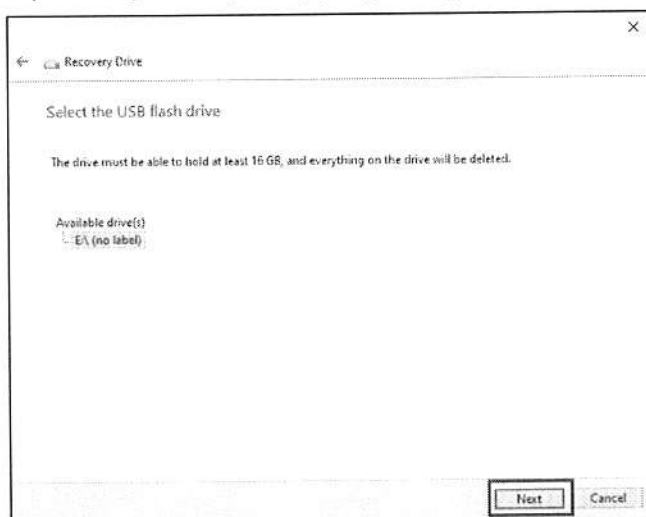 Recovery Drive
Select the USB flash drive
The drive must be able to hold at least 16 GB, and everything on the drive will be deleted.
Available drive(s)
E:\ (no label)
Next
Cancel